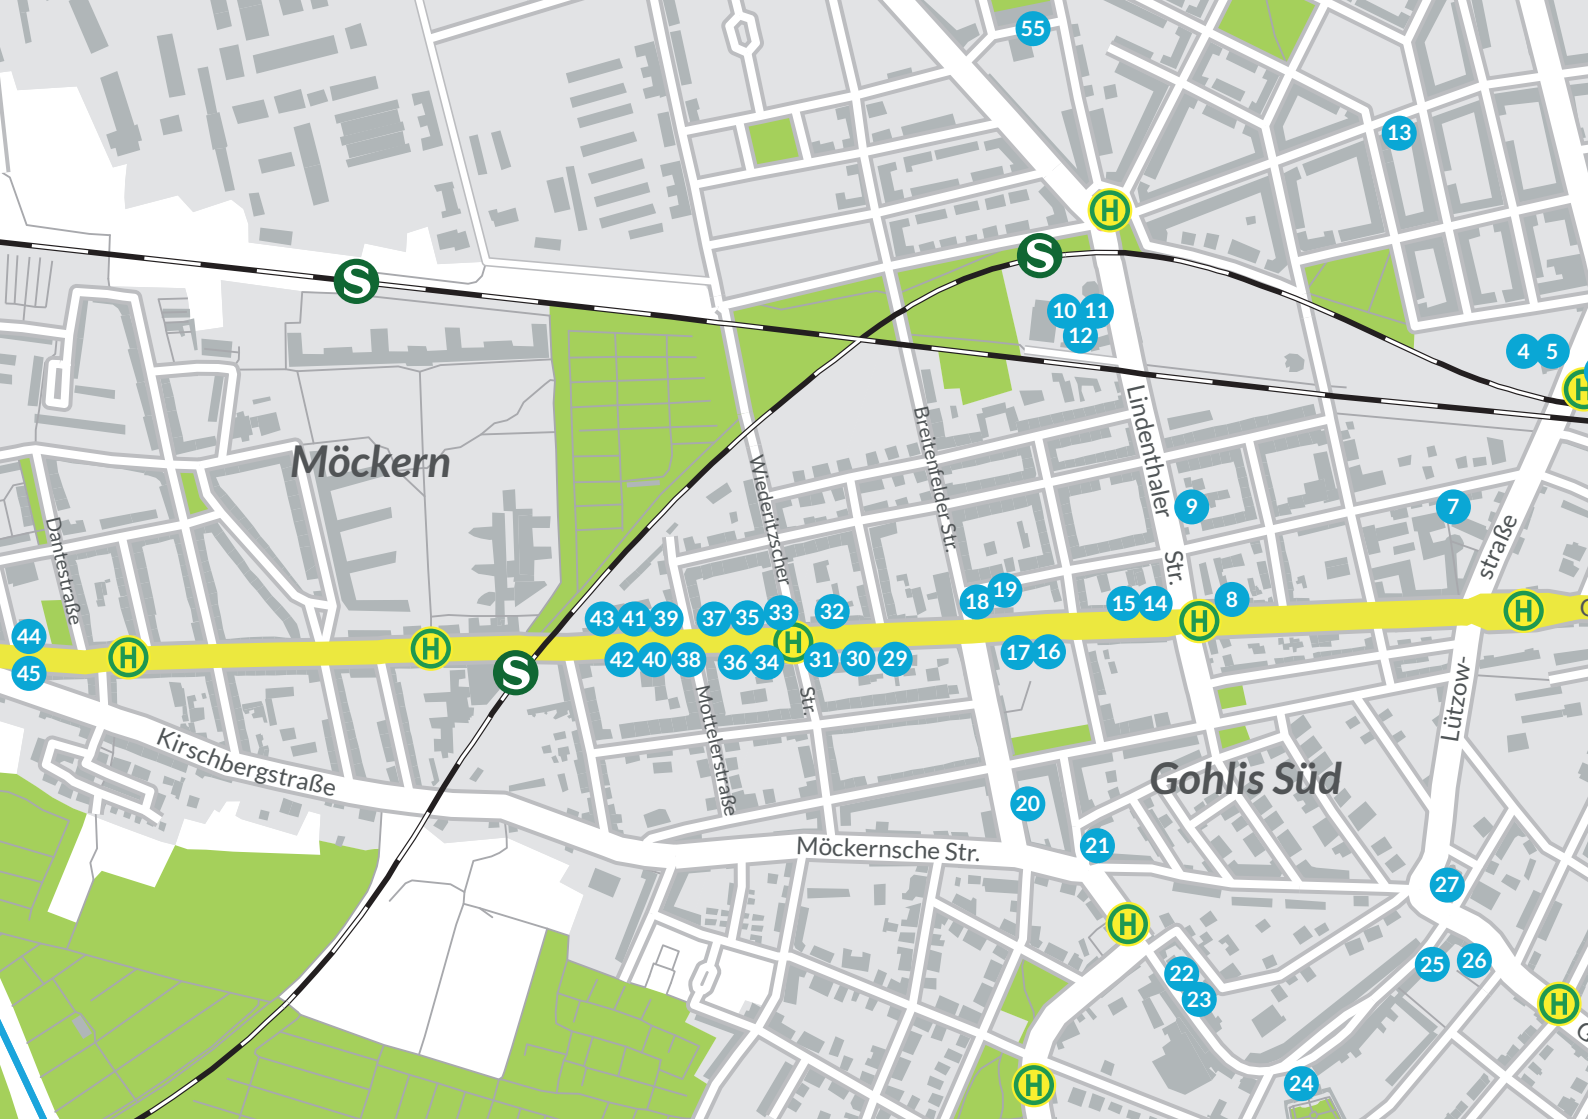 55
13
H
S
S
10 11
12
4 5
H
Möckern
Lindenthaler
Str.
Breitenfelder Str.
Wiederitzscher
Str.
Dantestraße
9
7
straße
19
18
15 14
8
H
H
43 41 39 37 35 33 32
H
44
45
H
H
S
42 40 38 36 34 31 30 29
17 16
Mottelerstraße
Lützow-
Kirschbergstraße
Gohlis Süd
20
21
Möckernsche Str.
27
H
22
23
25 26
H
G
24
H